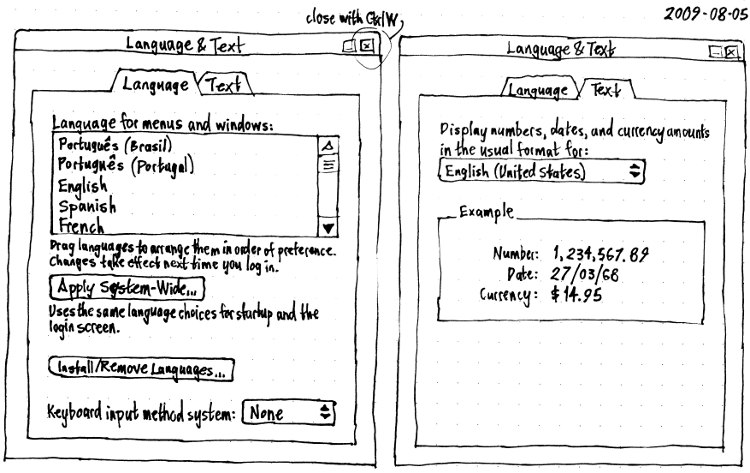 close with Ctrl W
2009-08-05
Language & Text
Language
Text
Language for menus and windows:
Português (Brasil)
Português (Portugal)
English
Spanish
French
Drag languages to arrange them in order of preference.
Changes take effect next time you log in.
Apply System-Wide...
Uses the same language choices for startup and the
login screen.
Install/Remove Languages...
Keyboard input method system: None
Language & Text
Language
Text
Display numbers, dates, and currency amounts
in the usual format for:
English (United States)
Example
Number: 1,234,567.89
Date: 27/03/68
Currency: $14.95